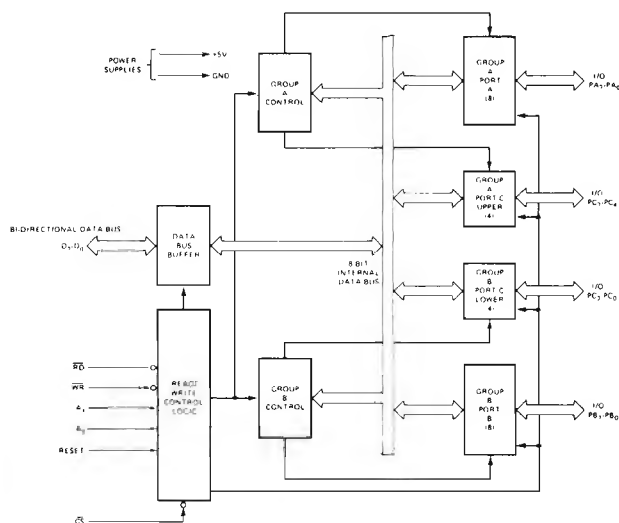 POWER
SUPPLIES
+5V
GND
GROUP
A
CONTROL
GROUP
A
PORT
A
(8)
I/O
PA7-PA0
GROUP
A
PORT C
UPPER
(4)
I/O
PC7-PC4
BI-DIRECTIONAL DATA BUS
D7-D0
DATA
BUS
BUFFER
8-BIT
INTERNAL
DATA BUS
GROUP
B
PORT C
LOWER
(4)
I/O
PC3-PC0
RD
WR
A1
A0
RESET
READ/
WRITE
CONTROL
LOGIC
GROUP
B
CONTROL
GROUP
B
PORT
B
(8)
I/O
PB7-PB0
CS